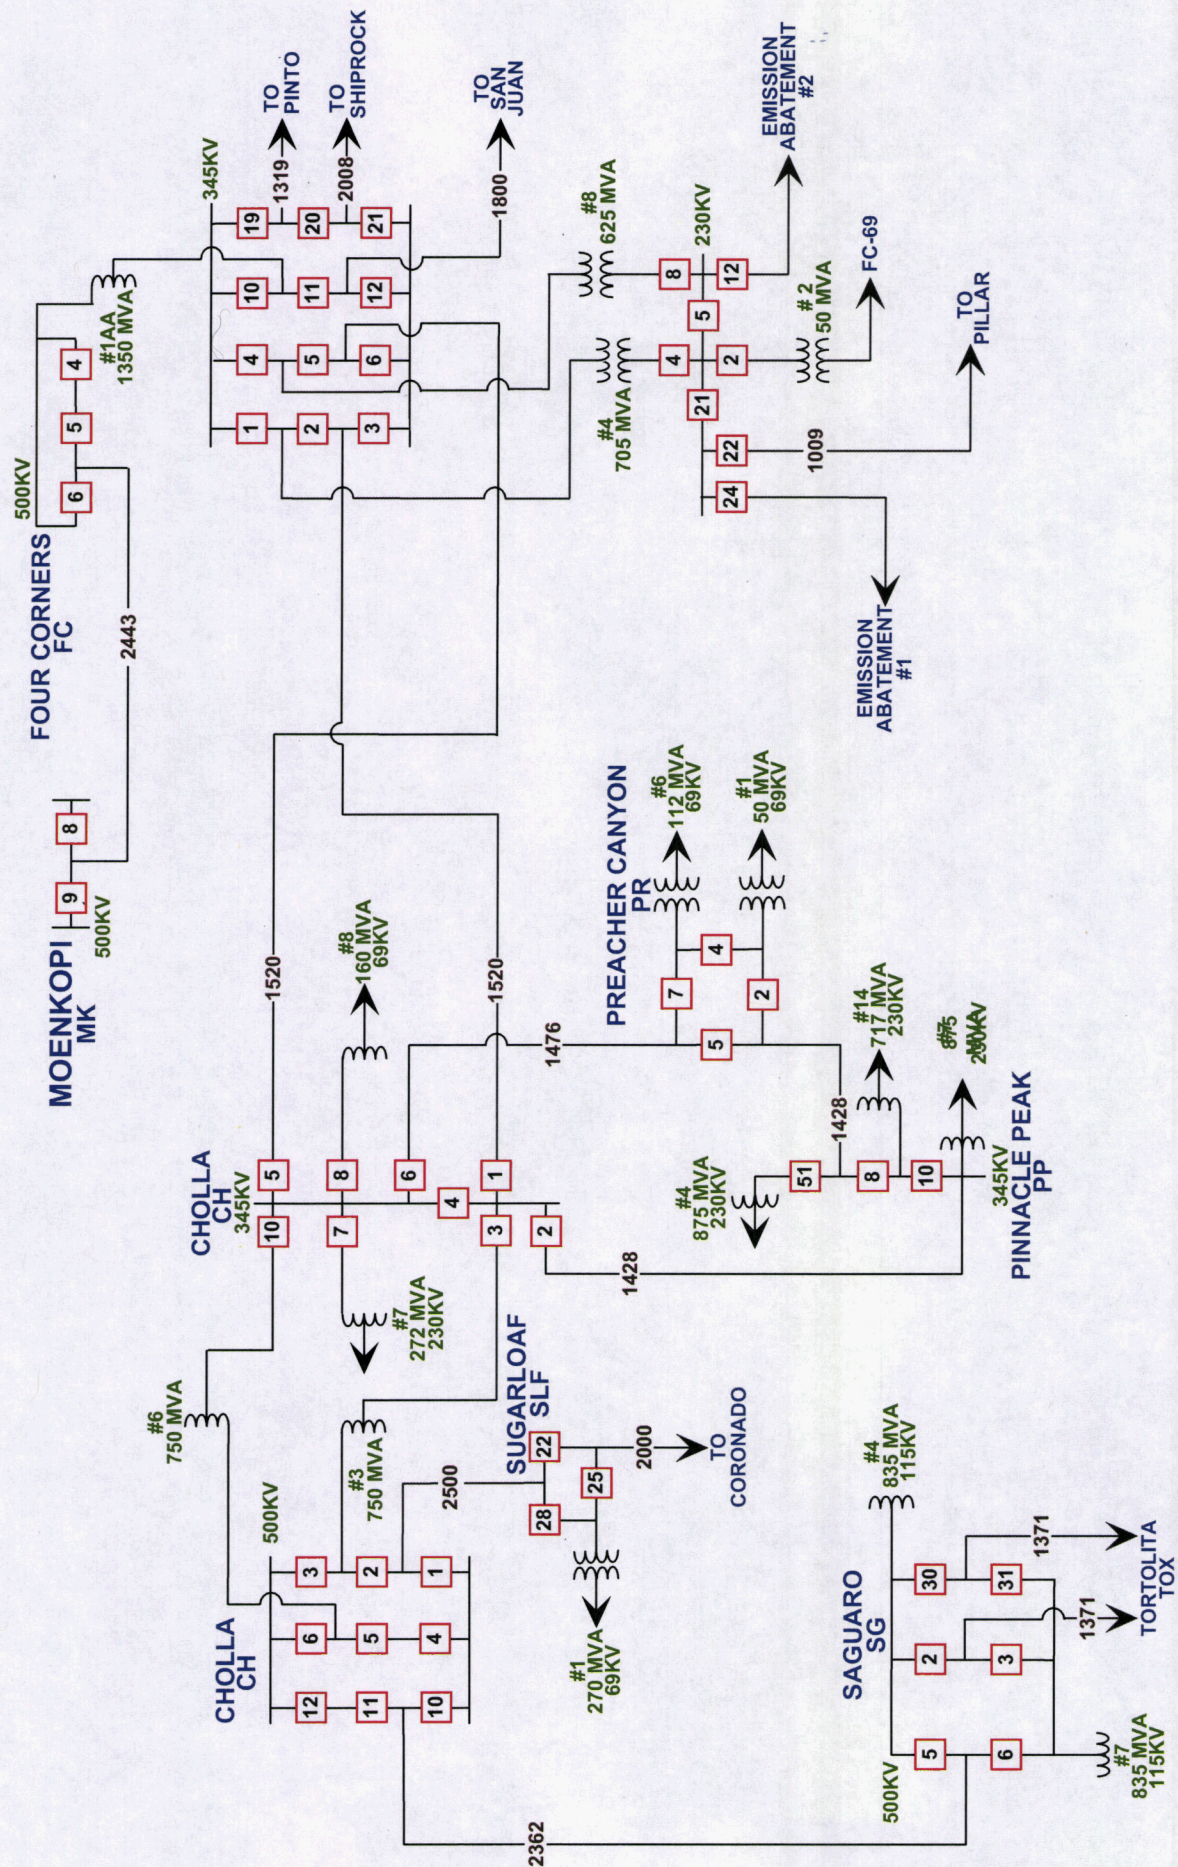 MOENKOPI
MK
500KV
9
8
2443
FOUR CORNERS
FC
500KV
6
5
4
#1AA
1350 MVA
345KV
1
2
3
4
5
6
10
11
12
19
20
21
1319
TO
PINTO
2008
TO
SHIPROCK
1800
TO
SAN
JUAN
#4
705 MVA
#8
625 MVA
230KV
4
8
5
21
2
12
22
24
# 2
50 MVA
FC-69
1009
TO
PILLAR
EMISSION
ABATEMENT
#1
EMISSION
ABATEMENT
#2
CHOLLA
CH
345KV
10
5
7
8
6
4
3
1
2
1520
1520
#8
160 MVA
69KV
1476
#7
272 MVA
230KV
1428
#6
750 MVA
#3
750 MVA
CHOLLA
CH
500KV
12
11
10
6
5
4
3
2
1
2500
2362
SUGARLOAF
SLF
28
22
25
#1
270 MVA
69KV
2000
TO
CORONADO
PREACHER CANYON
PR
5
7
4
2
#6
112 MVA
69KV
#1
50 MVA
69KV
1428
#4
875 MVA
230KV
51
8
10
#14
717 MVA
230KV
345KV
PINNACLE PEAK
PP
SAGUARO
SG
500KV
5
6
2
3
30
31
#4
835 MVA
115KV
#7
835 MVA
115KV
1371
1371
TORTOLITA
TOX